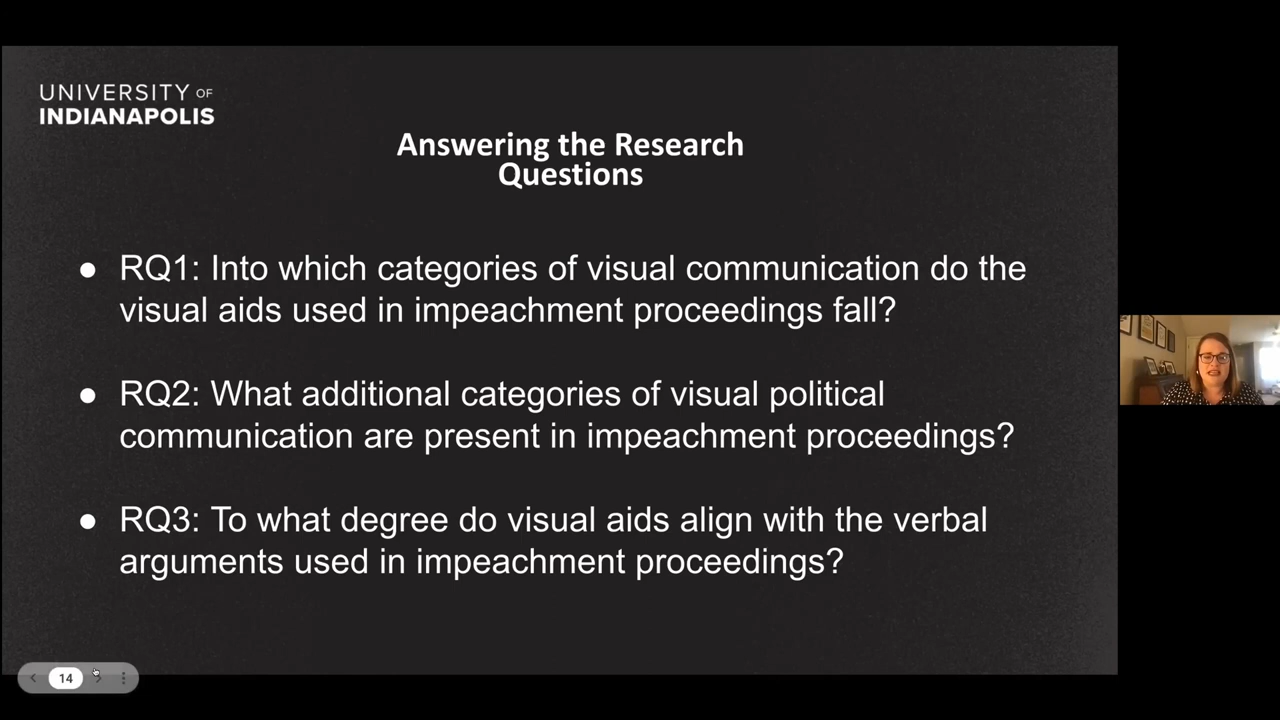 UNIVERSITY OF
INDIANAPOLIS
Answering the Research
Questions
● RQ1: Into which categories of visual communication do the
visual aids used in impeachment proceedings fall?
● RQ2: What additional categories of visual political
communication are present in impeachment proceedings?
● RQ3: To what degree do visual aids align with the verbal
arguments used in impeachment proceedings?
14